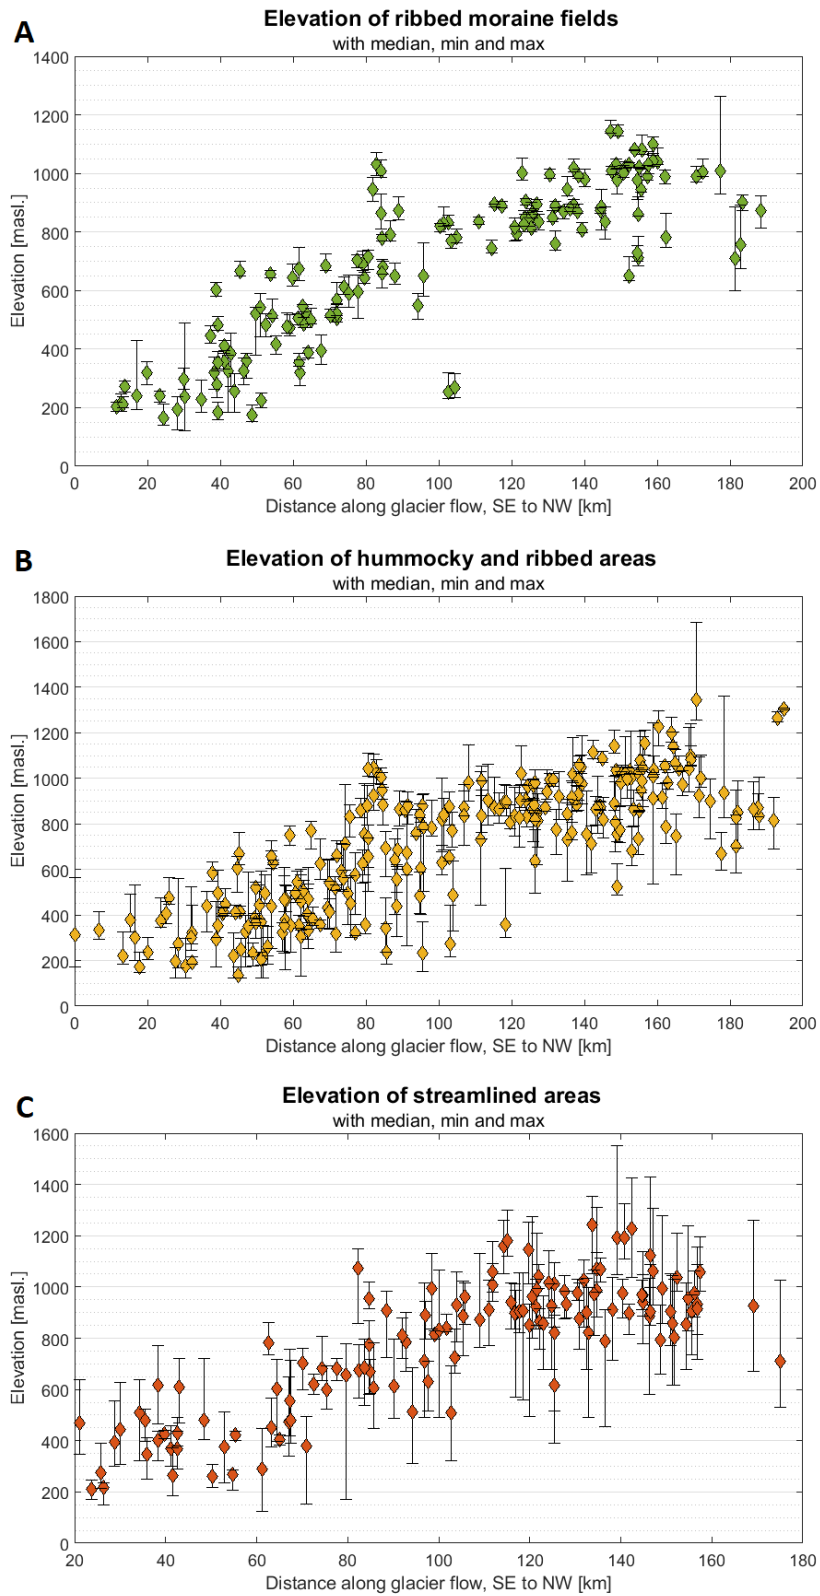 A
Elevation of ribbed moraine fields
with median, min and max
1400
1200
1000
800
600
400
200
0
Elevation [masl.]
0 20 40 60 80 100 120 140 160 180 200
Distance along glacier flow, SE to NW [km]
B
Elevation of hummocky and ribbed areas
with median, min and max
1800
1600
1400
1200
1000
800
600
400
200
0
Elevation [masl.]
0 20 40 60 80 100 120 140 160 180 200
Distance along glacier flow, SE to NW [km]
C
Elevation of streamlined areas
with median, min and max
1600
1400
1200
1000
800
600
400
200
0
Elevation [masl.]
20 40 60 80 100 120 140 160 180
Distance along glacier flow, SE to NW [km]